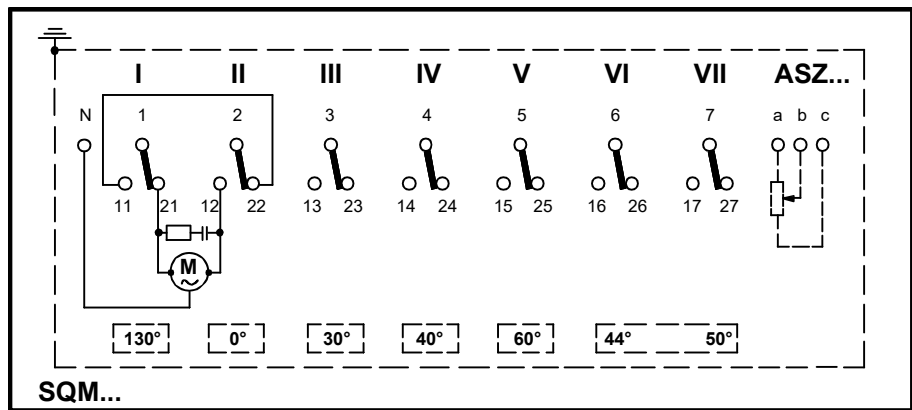 I II III IV V VI VII ASZ...
N 1 2 3 4 5 6 7 a b c
11 21 12 22 13 23 14 24 15 25 16 26 17 27
M
~
130° 0° 30° 40° 60° 44° 50°
SQM...